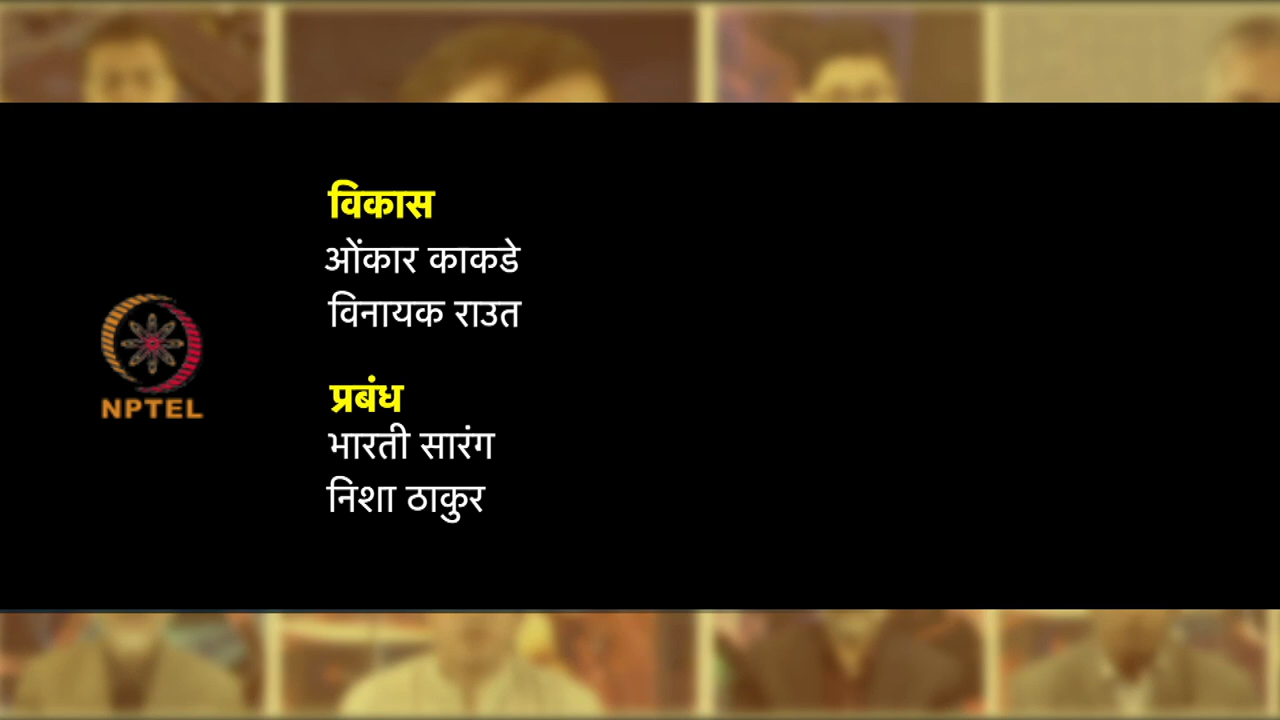 विकास
ओंकार काकडे
विनायक राउत
NPTEL
प्रबंध
भारती सारंग
निशा ठाकुर